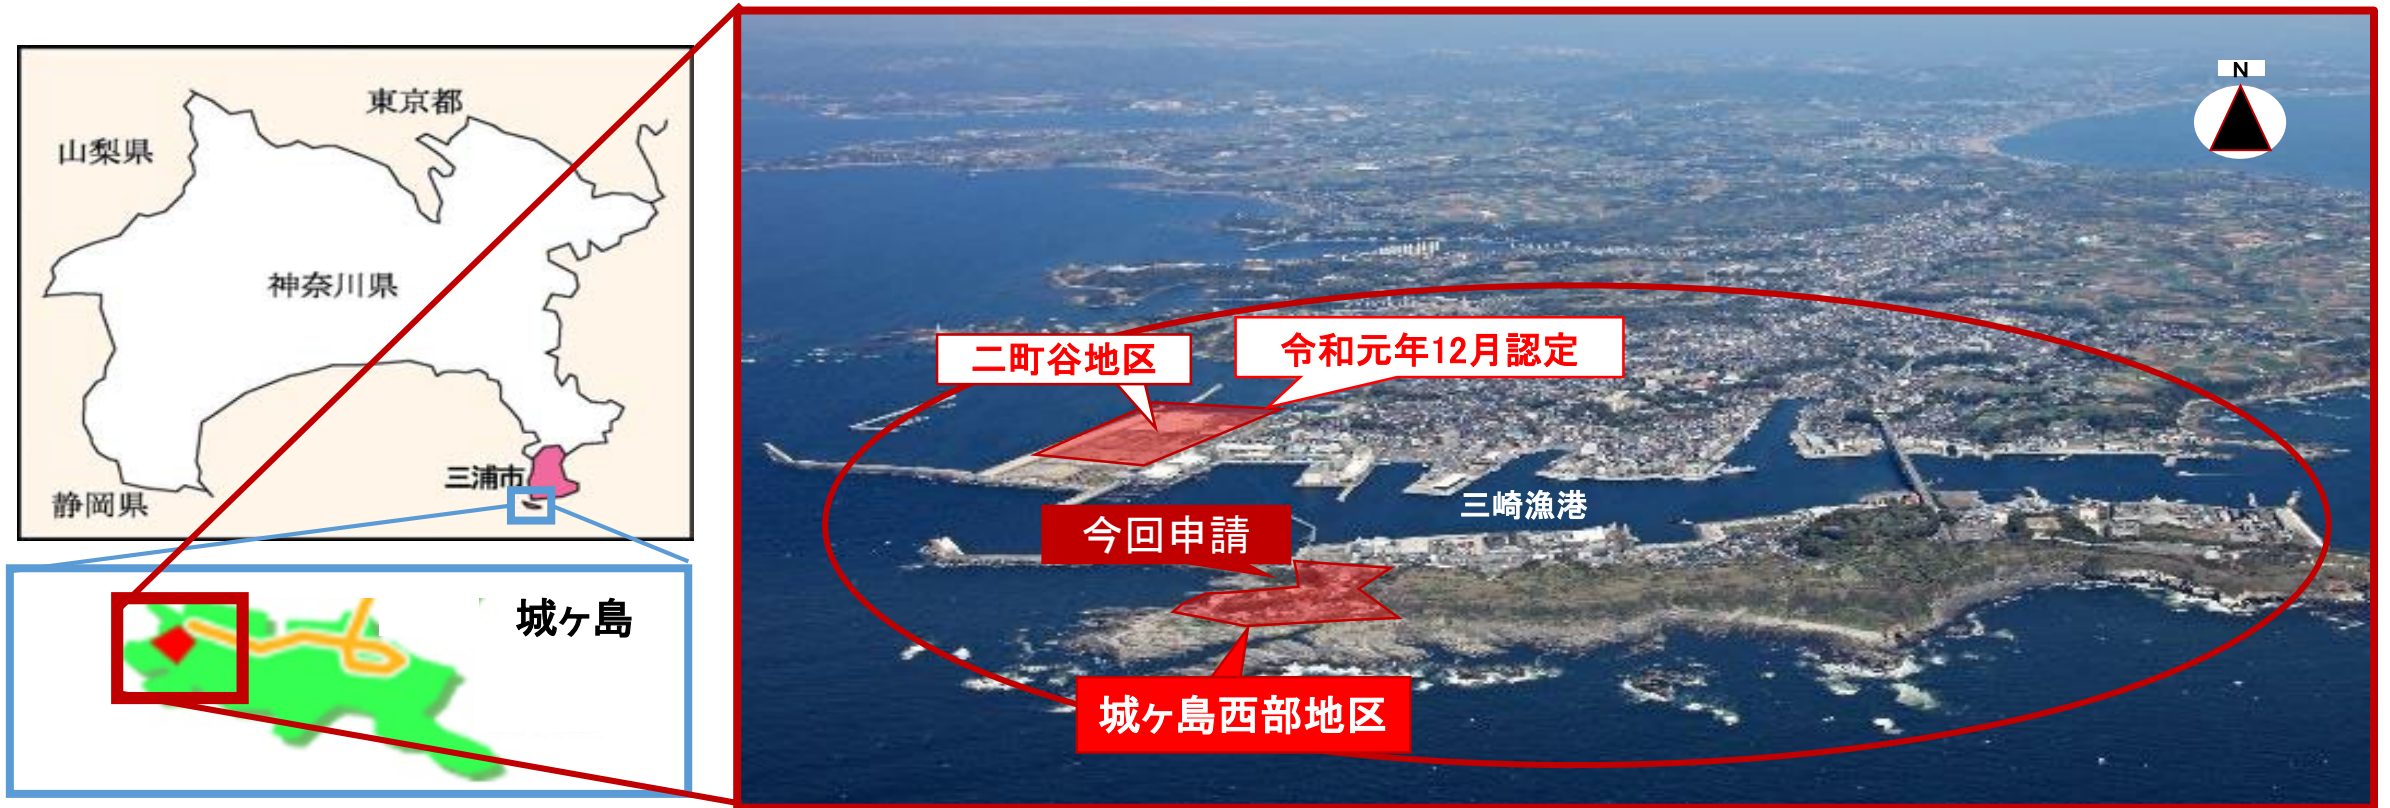 東京都
山梨県
神奈川県
三浦市
静岡県
城ヶ島
N
二町谷地区
令和元年12月認定
三崎漁港
今回申請
城ヶ島西部地区